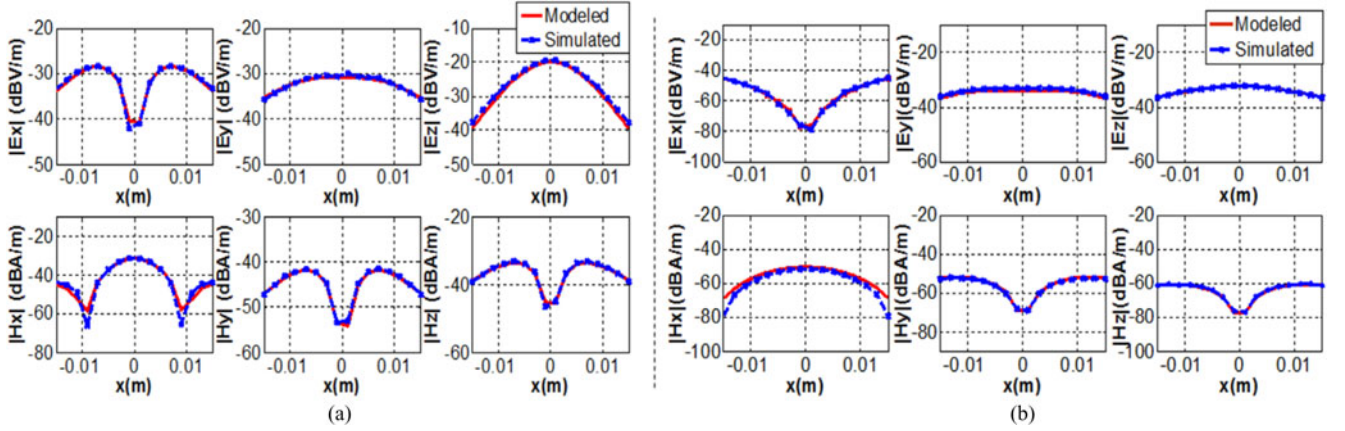 Modeled
Simulated
Modeled
Simulated
-20
-30
-40
-50
|Ex| (dBV/m)
-0.01 0 0.01
x(m)
-20
-30
-40
-50
|Ey| (dBV/m)
-0.01 0 0.01
x(m)
-10
-20
-30
-40
-50
|Ez| (dBV/m)
-0.01 0 0.01
x(m)
-20
-40
-60
-80
-100
|Ex|(dBV/m)
-0.01 0 0.01
x(m)
-20
-40
-60
|Ey|(dBV/m)
-0.01 0 0.01
x(m)
-20
-40
-60
|Ez|(dBV/m)
-0.01 0 0.01
x(m)
-20
-40
-60
-80
|Hx| (dBA/m)
-0.01 0 0.01
x(m)
-30
-40
-50
-60
|Hy| (dBA/m)
-0.01 0 0.01
x(m)
-20
-40
-60
|Hz| (dBA/m)
-0.01 0 0.01
x(m)
-20
-40
-60
-80
-100
|Hx|(dBA/m)
-0.01 0 0.01
x(m)
-20
-40
-60
-80
|Hy|(dBA/m)
-0.01 0 0.01
x(m)
-20
-40
-60
-80
-100
|Hz|(dBA/m)
-0.01 0 0.01
x(m)
(a)
(b)